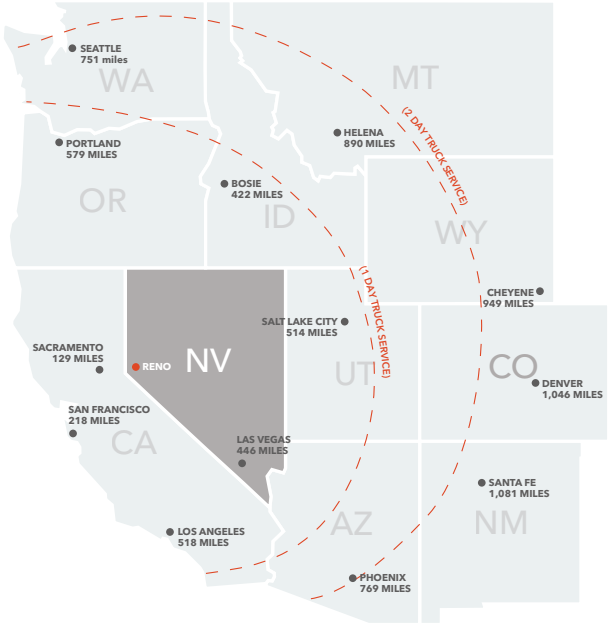 SEATTLE
751 miles
WA
MT
(2 DAY TRUCK SERVICE)
HELENA
890 MILES
PORTLAND
579 MILES
BOSIE
422 MILES
OR
ID
WY
(1 DAY TRUCK SERVICE)
CHEYENE
949 MILES
SALT LAKE CITY
514 MILES
SACRAMENTO
129 MILES
RENO
NV
UT
CO
DENVER
1,046 MILES
SAN FRANCISCO
218 MILES
CA
LAS VEGAS
446 MILES
SANTA FE
1,081 MILES
AZ
NM
LOS ANGELES
518 MILES
PHOENIX
769 MILES